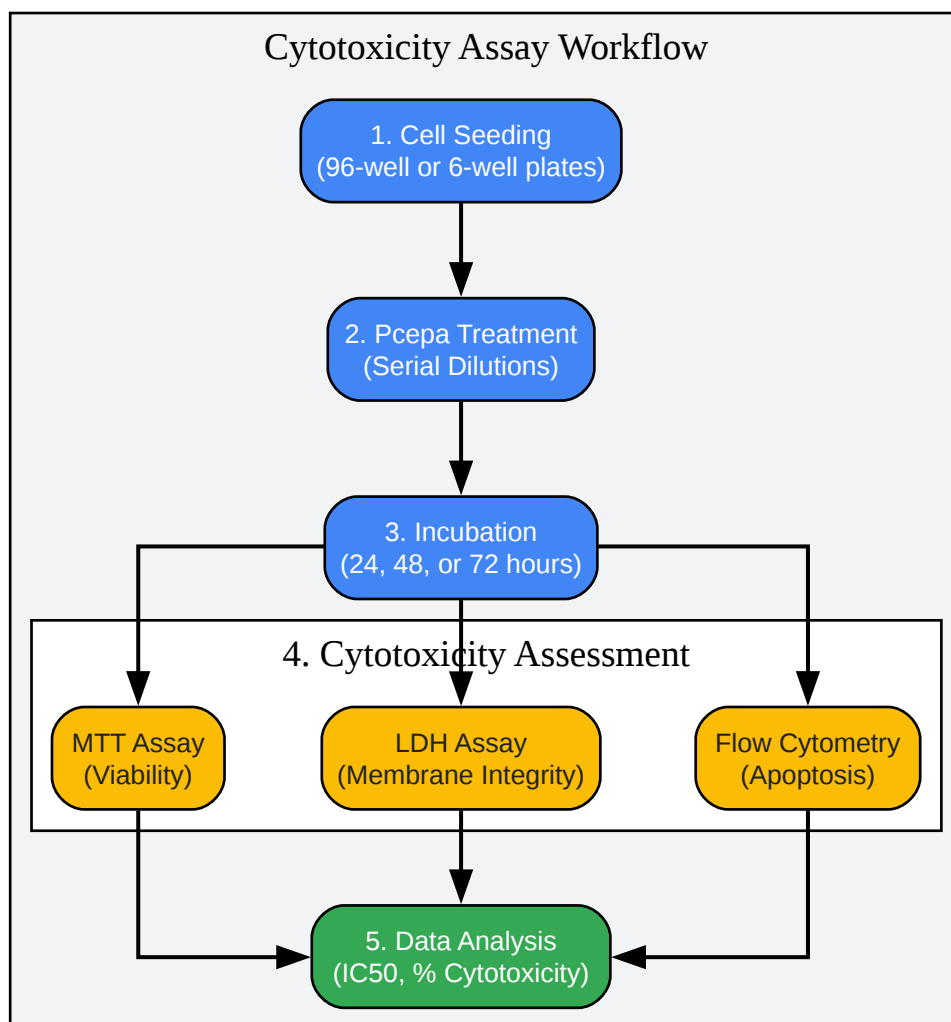 Cytotoxicity Assay Workflow
1. Cell Seeding
(96-well or 6-well plates)
2. Pcepa Treatment
(Serial Dilutions)
3. Incubation
(24, 48, or 72 hours)
4. Cytotoxicity Assessment
MTT Assay
(Viability)
LDH Assay
(Membrane Integrity)
Flow Cytometry
(Apoptosis)
5. Data Analysis
(IC50, % Cytotoxicity)